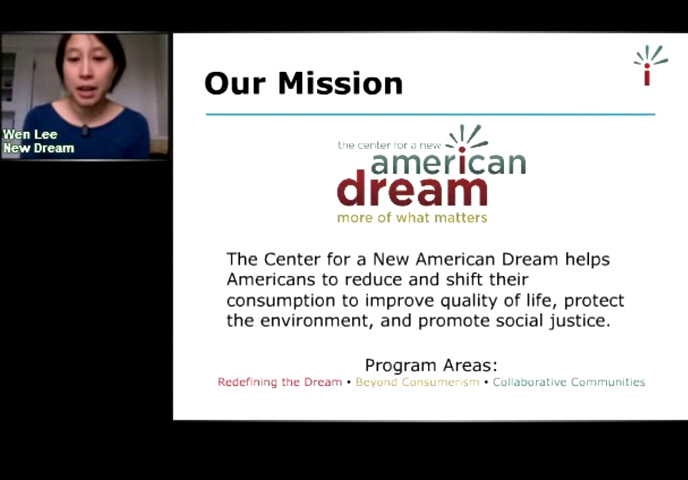 Wen Lee
New Dream
Our Mission
the center for a new
american
dream
more of what matters
The Center for a New American Dream helps
Americans to reduce and shift their
consumption to improve quality of life, protect
the environment, and promote social justice.
Program Areas:
Redefining the Dream • Beyond Consumerism • Collaborative Communities